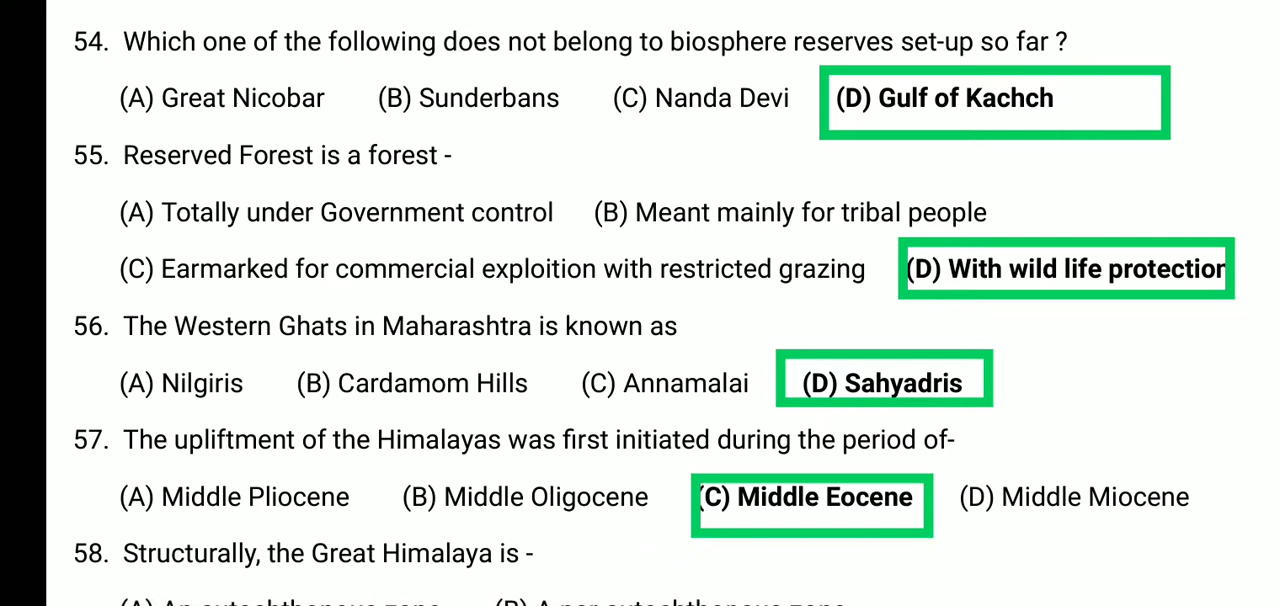 54. Which one of the following does not belong to biosphere reserves set-up so far ?
(A) Great Nicobar (B) Sunderbans (C) Nanda Devi (D) Gulf of Kachch
55. Reserved Forest is a forest -
(A) Totally under Government control (B) Meant mainly for tribal people
(C) Earmarked for commercial exploition with restricted grazing (D) With wild life protection
56. The Western Ghats in Maharashtra is known as
(A) Nilgiris (B) Cardamom Hills (C) Annamalai (D) Sahyadris
57. The upliftment of the Himalayas was first initiated during the period of-
(A) Middle Pliocene (B) Middle Oligocene (C) Middle Eocene (D) Middle Miocene
58. Structurally, the Great Himalaya is -